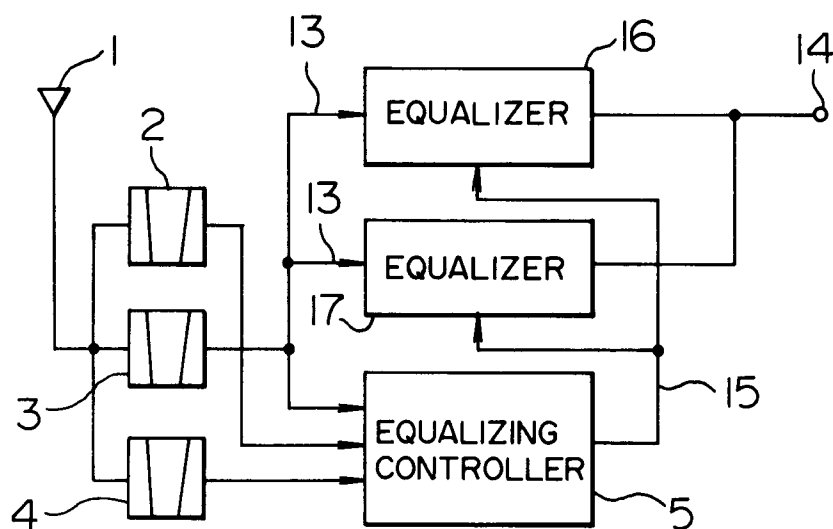 1
13
16
14
2
EQUALIZER
13
EQUALIZER
17
3
15
EQUALIZING
CONTROLLER
4
5